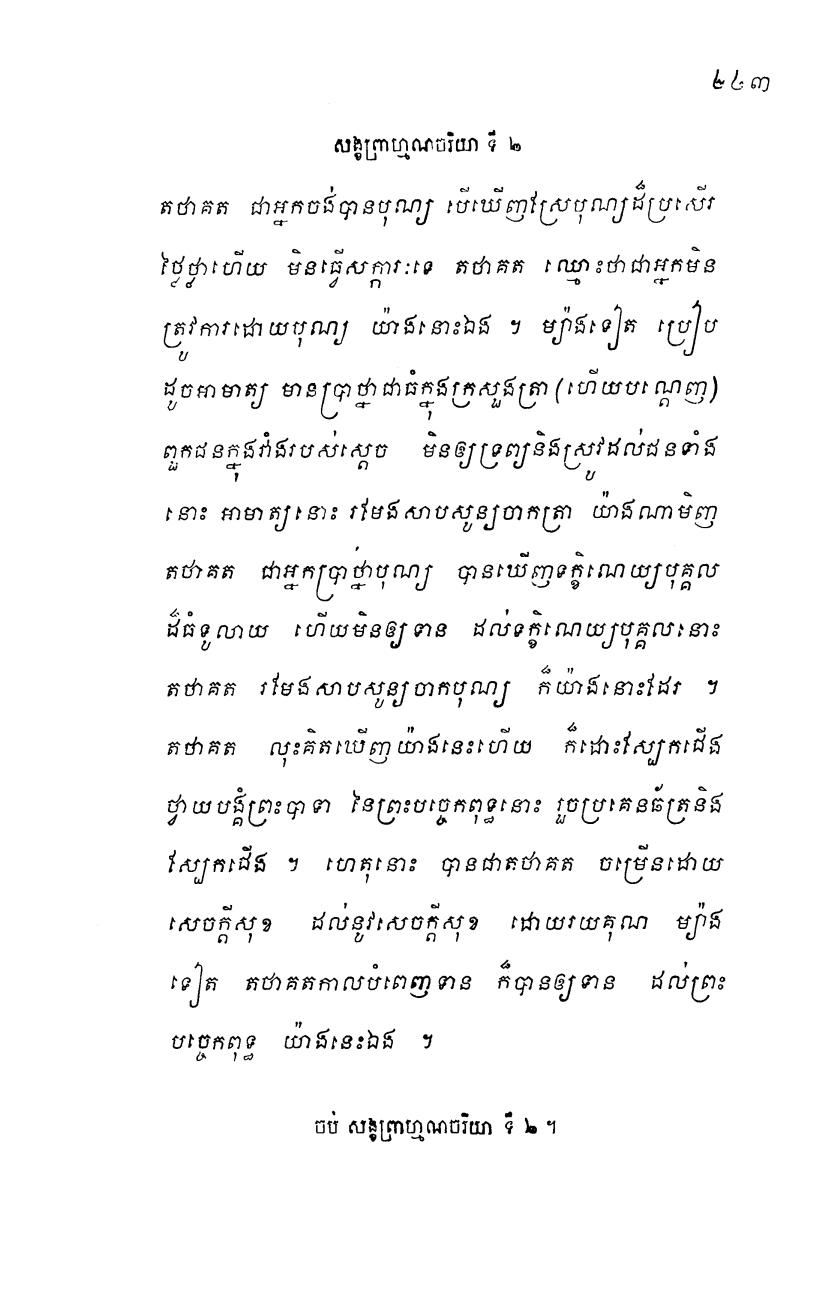 ២៤៣
សង្ខព្រាហ្មណចរិយា ទី ២
តថាគត ជាអ្នកចង់បានបុណ្យ បើឃើញស្រែបុណ្យដ៏ប្រសើរ
ថ្លៃថ្លាហើយ មិនធ្វើសក្ការៈទេ តថាគត ឈ្មោះថាជាអ្នកមិន
ត្រូវការដោយបុណ្យ យ៉ាងនោះឯង ។ ម្យ៉ាងទៀត ប្រៀប
ដូចអាមាត្យ មានប្រាថ្នាជាធំក្នុងក្រសួងត្រា (ហើយបណ្តេញ)
ពួកជនក្នុងវាំងរបស់ស្តេច មិនឲ្យទ្រព្យនិងស្រូវដល់ជនទាំង
នោះ អាមាត្យនោះ រមែងសាបសូន្យចាកត្រា យ៉ាងណាមិញ
តថាគត ជាអ្នកប្រាថ្នាបុណ្យ បានឃើញទក្ខិណេយ្យបុគ្គល
ដ៏ធំទូលាយ ហើយមិនឲ្យទាន ដល់ទក្ខិណេយ្យបុគ្គលនោះ
តថាគត រមែងសាបសូន្យចាកបុណ្យ ក៏យ៉ាងនោះដែរ ។
តថាគត លុះគិតឃើញយ៉ាងនេះហើយ ក៏ដោះស្បែកជើង
ថ្វាយបង្គំព្រះបាទា នៃព្រះបច្ចេកពុទ្ធនោះ រួចប្រគេនឆ័ត្រនិង
ស្បែកជើង ។ ហេតុនោះ បានជាតថាគត ចម្រើនដោយ
សេចក្តីសុខ ដល់នូវសេចក្តីសុខ ដោយរយគុណ ម្យ៉ាង
ទៀត តថាគតកាលបំពេញទាន ក៏បានឲ្យទាន ដល់ព្រះ
បច្ចេកពុទ្ធ យ៉ាងនេះឯង ។
ចប់ សង្ខព្រាហ្មណចរិយា ទី ២ ។